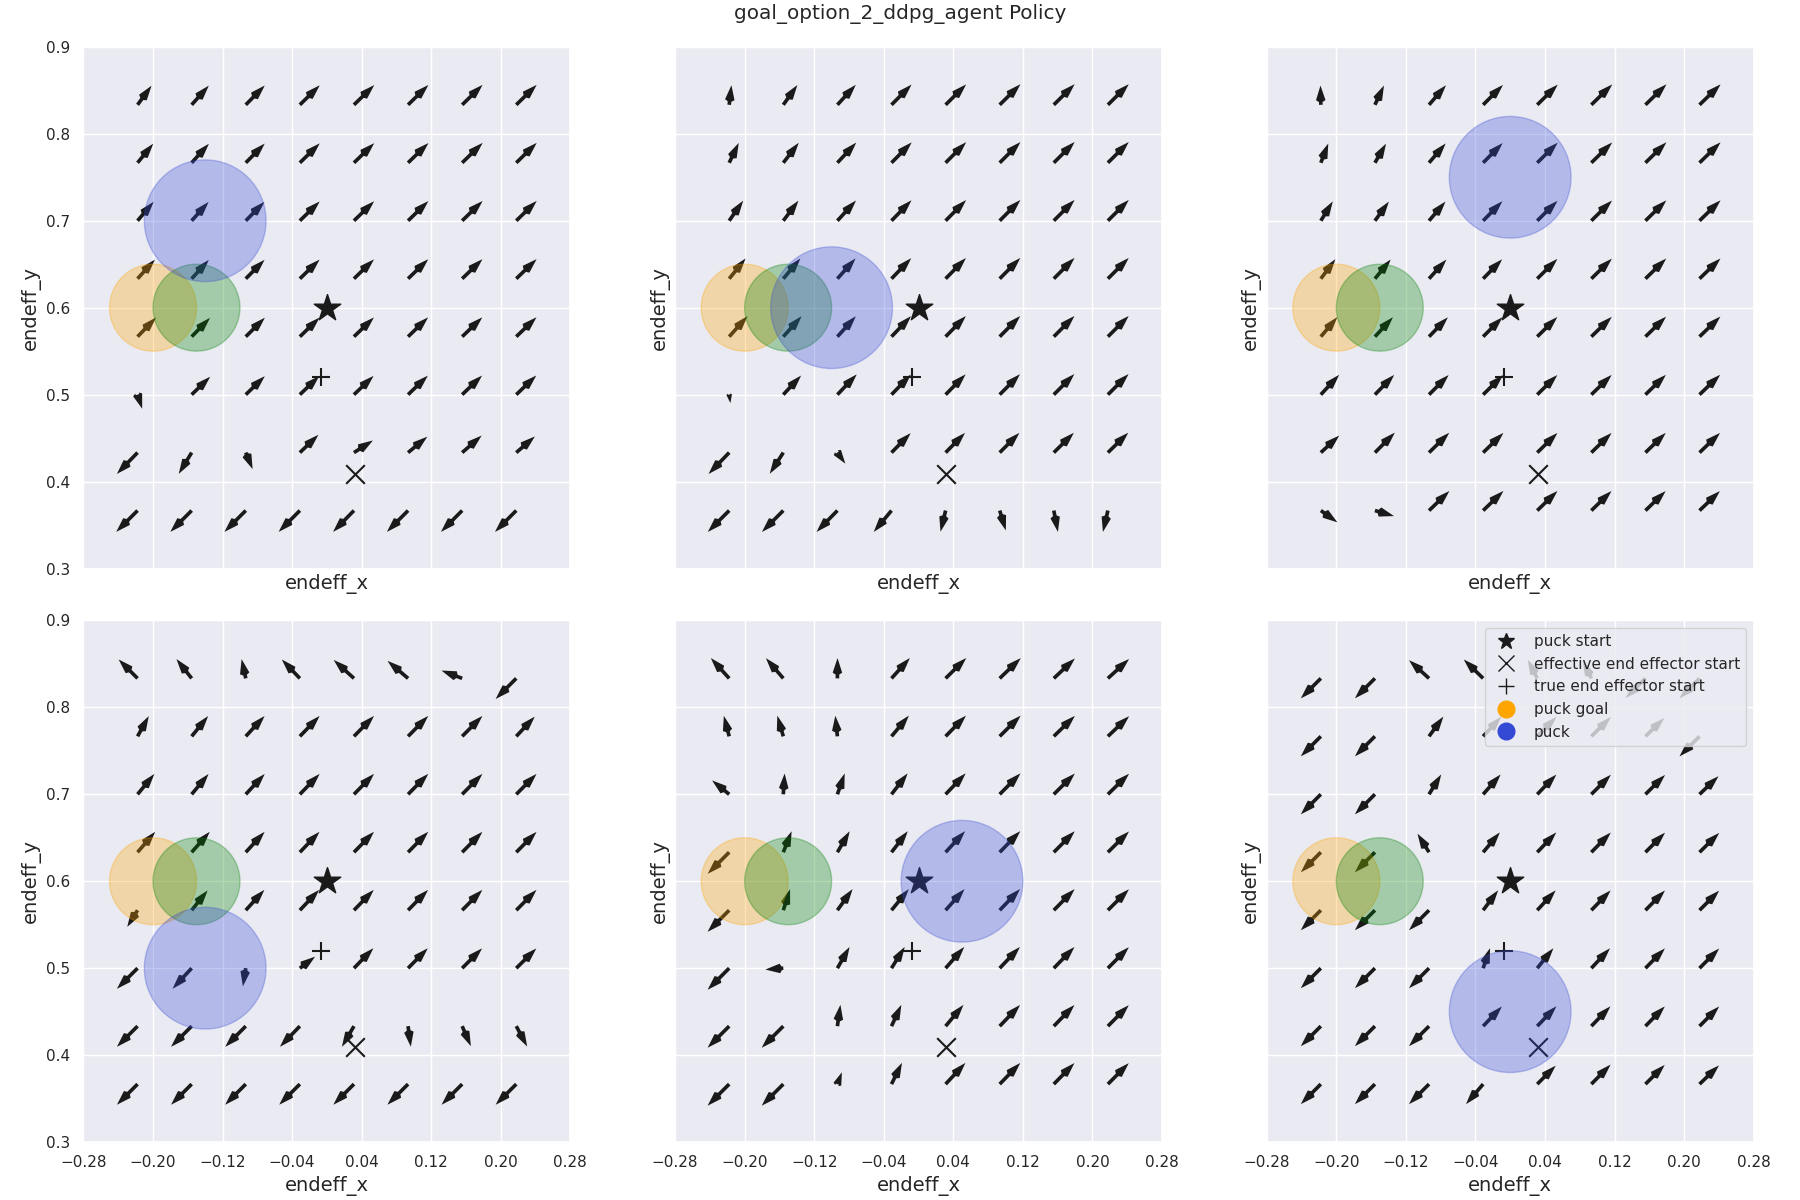 goal_option_2_ddpg_agent Policy
0.9
0.8
0.7
0.6
0.5
0.4
0.3
endeff_y
endeff_x
endeff_y
endeff_x
endeff_y
endeff_x
0.9
0.8
0.7
0.6
0.5
0.4
0.3
endeff_y
−0.28 −0.20 −0.12 −0.04 0.04 0.12 0.20 0.28
endeff_x
endeff_y
−0.28 −0.20 −0.12 −0.04 0.04 0.12 0.20 0.28
endeff_x
puck start
effective end effector start
true end effector start
puck goal
puck
endeff_y
−0.28 −0.20 −0.12 −0.04 0.04 0.12 0.20 0.28
endeff_x